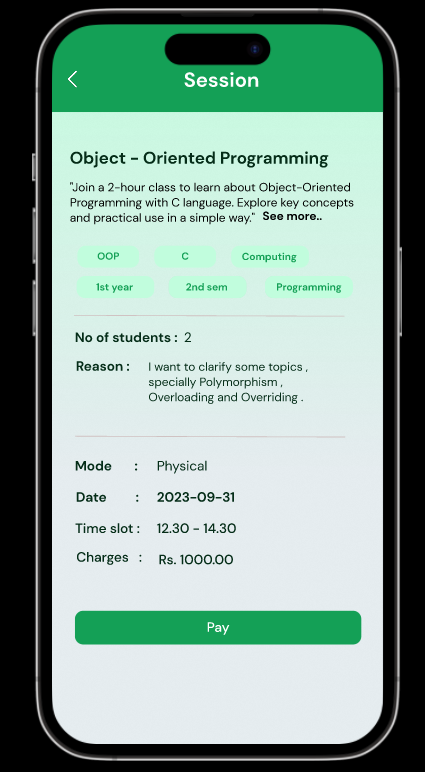 Session
Object - Oriented Programming
"Join a 2-hour class to learn about Object-Oriented
Programming with C language. Explore key concepts
and practical use in a simple way." See more..
OOP C Computing
1st year 2nd sem Programming
No of students : 2
Reason : I want to clarify some topics ,
specially Polymorphism ,
Overloading and Overriding .
Mode : Physical
Date : 2023-09-31
Time slot : 12.30 - 14.30
Charges : Rs. 1000.00
Pay